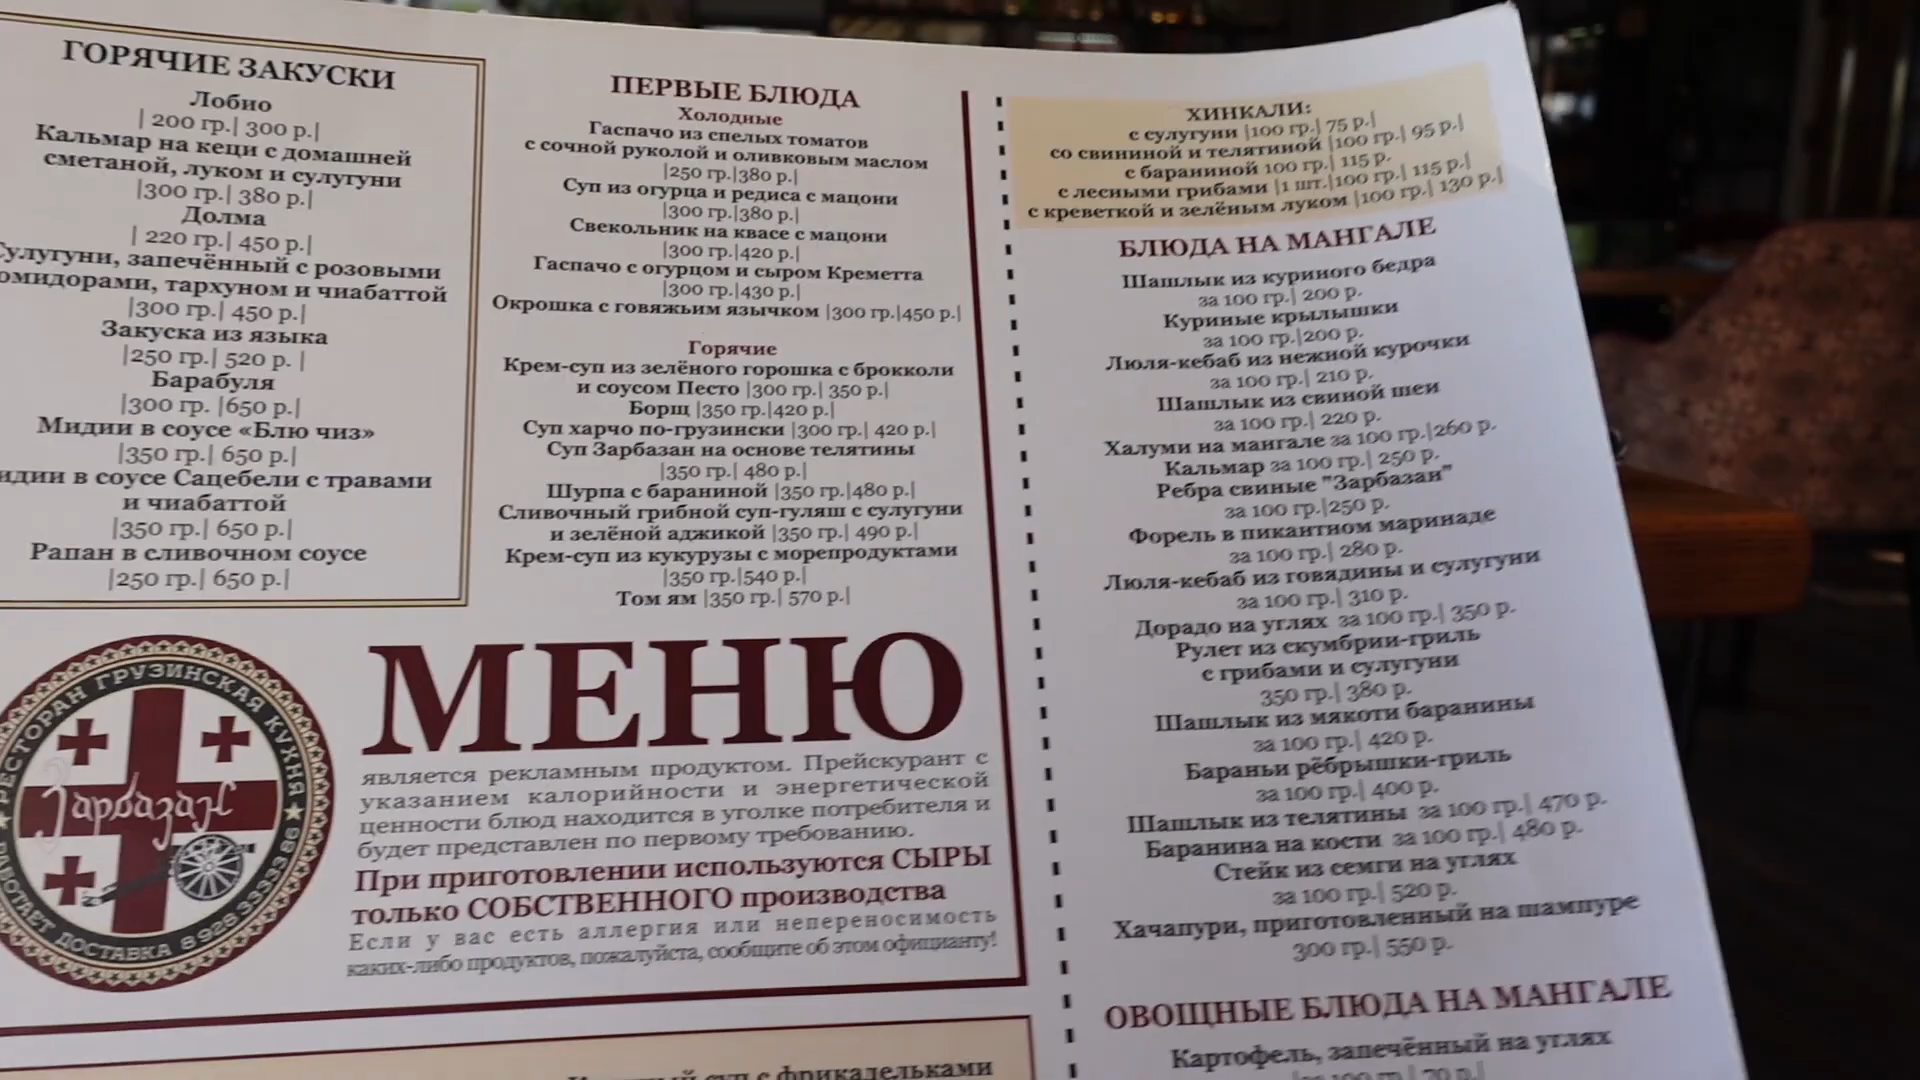 ГОРЯЧИЕ ЗАКУСКИ
Лобио
| 200 гр.| 300 р.|
Кальмар на кеци с домашней
сметаной, луком и сулугуни
|300 гр.| 380 р.|
Долма
| 220 гр.| 450 р.|
запечённый с розовыми
тархуном и чиабаттой
|300 гр.| 450 р.|
Закуска из языка
|250 гр.| 520 р. |
Барабуля
|300 гр. |650 р.|
Мидии в соусе «Блю чиз»
|350 гр.| 650 р.|
в соусе Сацебели с травами
и чиабаттой
|350 гр.| 650 р.|
Рапан в сливочном соусе
|250 гр.| 650 р.|
ПЕРВЫЕ БЛЮДА
Холодные
Гаспачо из спелых томатов
с сочной руколой и оливковым маслом
|250 гр.|380 р.|
Суп из огурца и редиса с мацони
|300 гр.|380 р.|
Свекольник на квасе с мацони
|300 гр.|420 р.|
Гаспачо с огурцом и сыром Креметта
|300 гр.|430 р.|
Окрошка с говяжьим язычком |300 гр.|450 р.|
Горячие
Крем-суп из зелёного горошка с брокколи
и соусом Песто |300 гр.| 350 р.|
Борщ |350 гр.|420 р.|
Суп харчо по-грузински |300 гр.| 420 р.|
Суп Зарбазан на основе телятины
|350 гр.| 480 р.|
Шурпа с бараниной |350 гр.|480 р.|
Сливочный грибной суп-гуляш с сулугуни
и зелёной аджикой |350 гр.| 490 р.|
Крем-суп из кукурузы с морепродуктами
|350 гр.|540 р.|
Том ям |350 гр.| 570 р.|
РЕСТОРАН ГРУЗИНСКАЯ КУХНЯ
Зарбазан
РАБОТАЕТ ДОСТАВКА 8 928 33333 86
МЕНЮ
является рекламным продуктом. Прейскурант с
указанием калорийности и энергетической
ценности блюд находится в уголке потребителя и
будет представлен по первому требованию.
При приготовлении используются СЫРЫ
только СОБСТВЕННОГО производства
Если у вас есть аллергия или непереносимость
каких-либо продуктов, пожалуйста, сообщите об этом официанту!
суп с фрикадельками
ХИНКАЛИ:
с сулугуни |100 гр.| 75 р.|
со свининой и телятиной |100 гр.| 95 р.|
с бараниной 100 гр.| 115 р.
с лесными грибами |1 шт.|100 гр.| 115 р.|
с креветкой и зелёным луком |100 гр.| 130 р.|
БЛЮДА НА МАНГАЛЕ
Шашлык из куриного бедра
за 100 гр.| 200 р.
Куриные крылышки
за 100 гр.|200 р.
Люля-кебаб из нежной курочки
за 100 гр.| 210 р.
Шашлык из свиной шеи
за 100 гр.| 220 р.
Халуми на мангале за 100 гр.|260 р.
Кальмар за 100 гр.| 250 р.
Ребра свиные "Зарбазан"
за 100 гр.|250 р.
Форель в пикантном маринаде
за 100 гр.| 280 р.
Люля-кебаб из говядины и сулугуни
за 100 гр.| 310 р.
Дорадо на углях за 100 гр.| 350 р.
Рулет из скумбрии-гриль
с грибами и сулугуни
350 гр.| 380 р.
Шашлык из мякоти баранины
за 100 гр.| 420 р.
Бараньи рёбрышки-гриль
за 100 гр.| 400 р.
Шашлык из телятины за 100 гр.| 470 р.
Баранина на кости за 100 гр.| 480 р.
Стейк из семги на углях
за 100 гр.| 520 р.
Хачапури, приготовленный на шампуре
300 гр.| 550 р.
ОВОЩНЫЕ БЛЮДА НА МАНГАЛЕ
Картофель, запечённый на углях